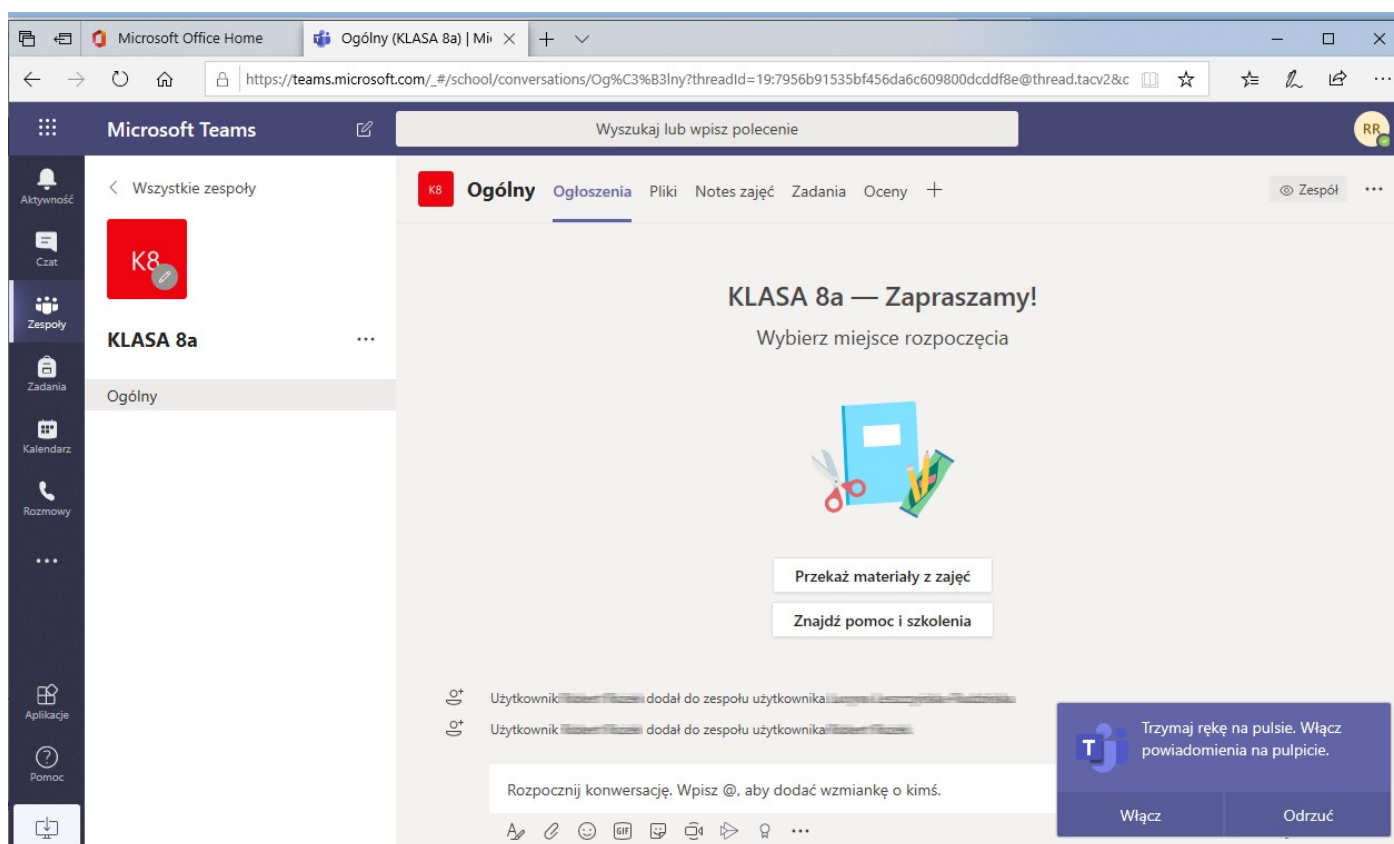 Microsoft Office Home
Ogólny (KLASA 8a) | Mi
https://teams.microsoft.com/_#/school/conversations/Og%C3%B3lny?threadId=19:7956b91535bf456da6c609800dcddf8e@thread.tacv2&c
Microsoft Teams
Wyszukaj lub wpisz polecenie
RR
Aktywność
Czat
Zespoły
Zadania
Kalendarz
Rozmowy
Aplikacje
Pomoc
Wszystkie zespoły
K8
KLASA 8a
Ogólny
K8 Ogólny Ogłoszenia Pliki Notes zajęć Zadania Oceny
Zespół
KLASA 8a — Zapraszamy!
Wybierz miejsce rozpoczęcia
Przekaż materiały z zajęć
Znajdź pomoc i szkolenia
Użytkownik dodał do zespołu użytkownika
Użytkownik dodał do zespołu użytkownika
Rozpocznij konwersację. Wpisz @, aby dodać wzmiankę o kimś.
GIF
T
Trzymaj rękę na pulsie. Włącz
powiadomienia na pulpicie.
Włącz
Odrzuć